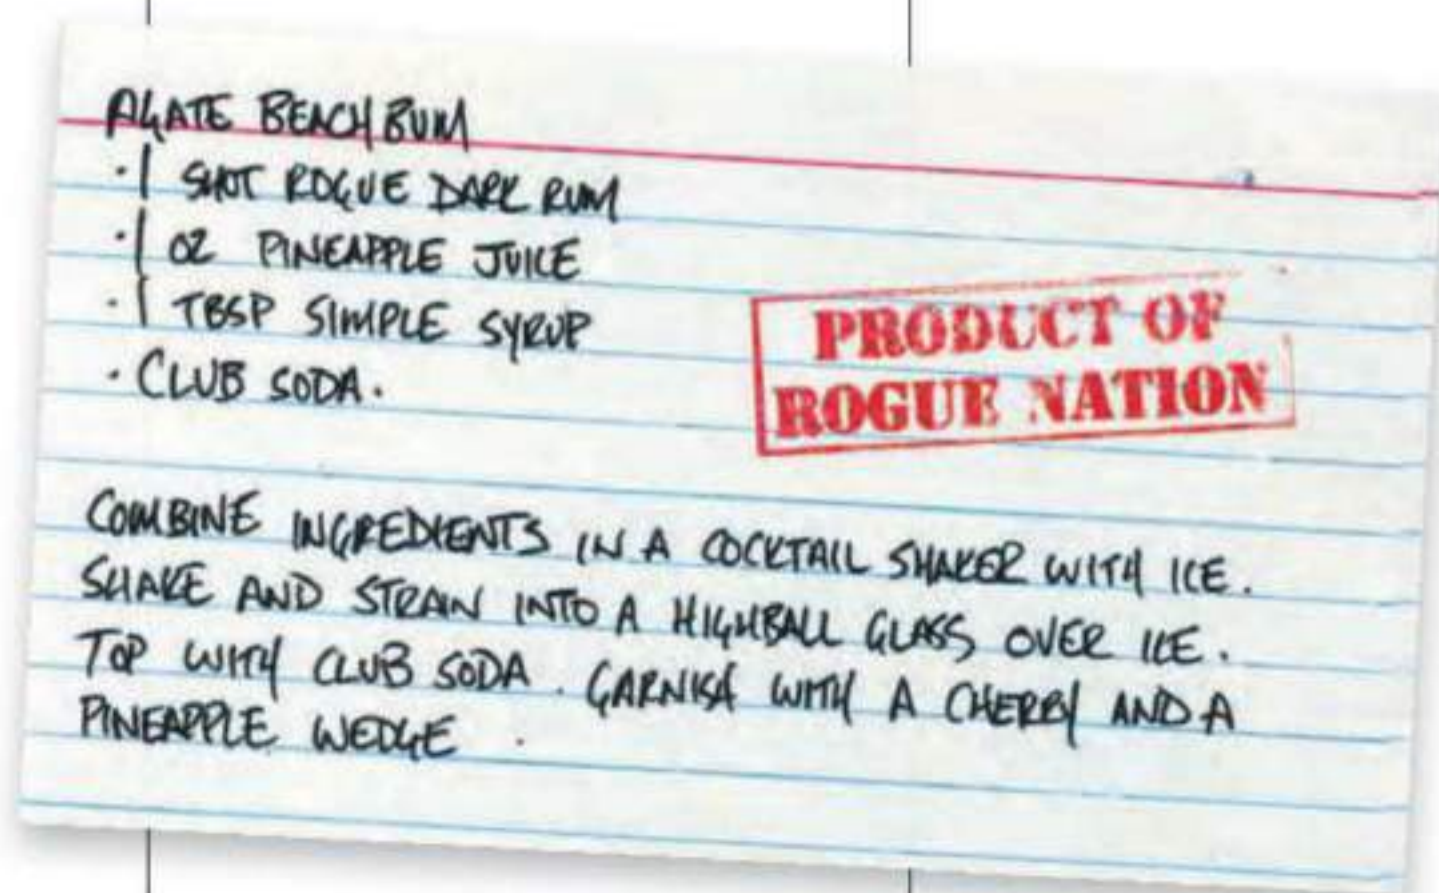 AGATE BEACH BUM
· 1 SHOT ROGUE DARK RUM
· 1 OZ PINEAPPLE JUICE
· 1 TBSP SIMPLE SYRUP
· CLUB SODA.
PRODUCT OF
ROGUE NATION
COMBINE INGREDIENTS IN A COCKTAIL SHAKER WITH ICE.
SHAKE AND STRAIN INTO A HIGHBALL GLASS OVER ICE.
TOP WITH CLUB SODA. GARNISH WITH A CHERRY AND A
PINEAPPLE WEDGE.